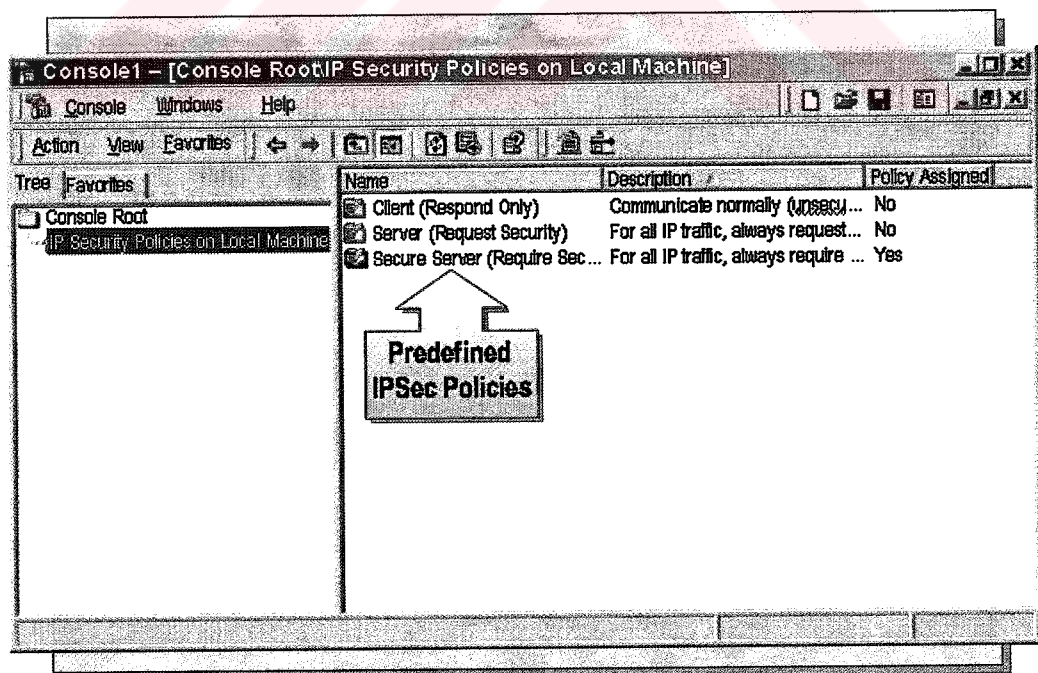 Console1 – [Console Root\IP Security Policies on Local Machine]
Console Windows Help
Action View Favorites
Tree Favorites
Name Description Policy Assigned
Console Root
IP Security Policies on Local Machine
Client (Respond Only) Communicate normally (unsecu... No
Server (Request Security) For all IP traffic, always request... No
Secure Server (Require Sec... For all IP traffic, always require ... Yes
Predefined
IPSec Policies